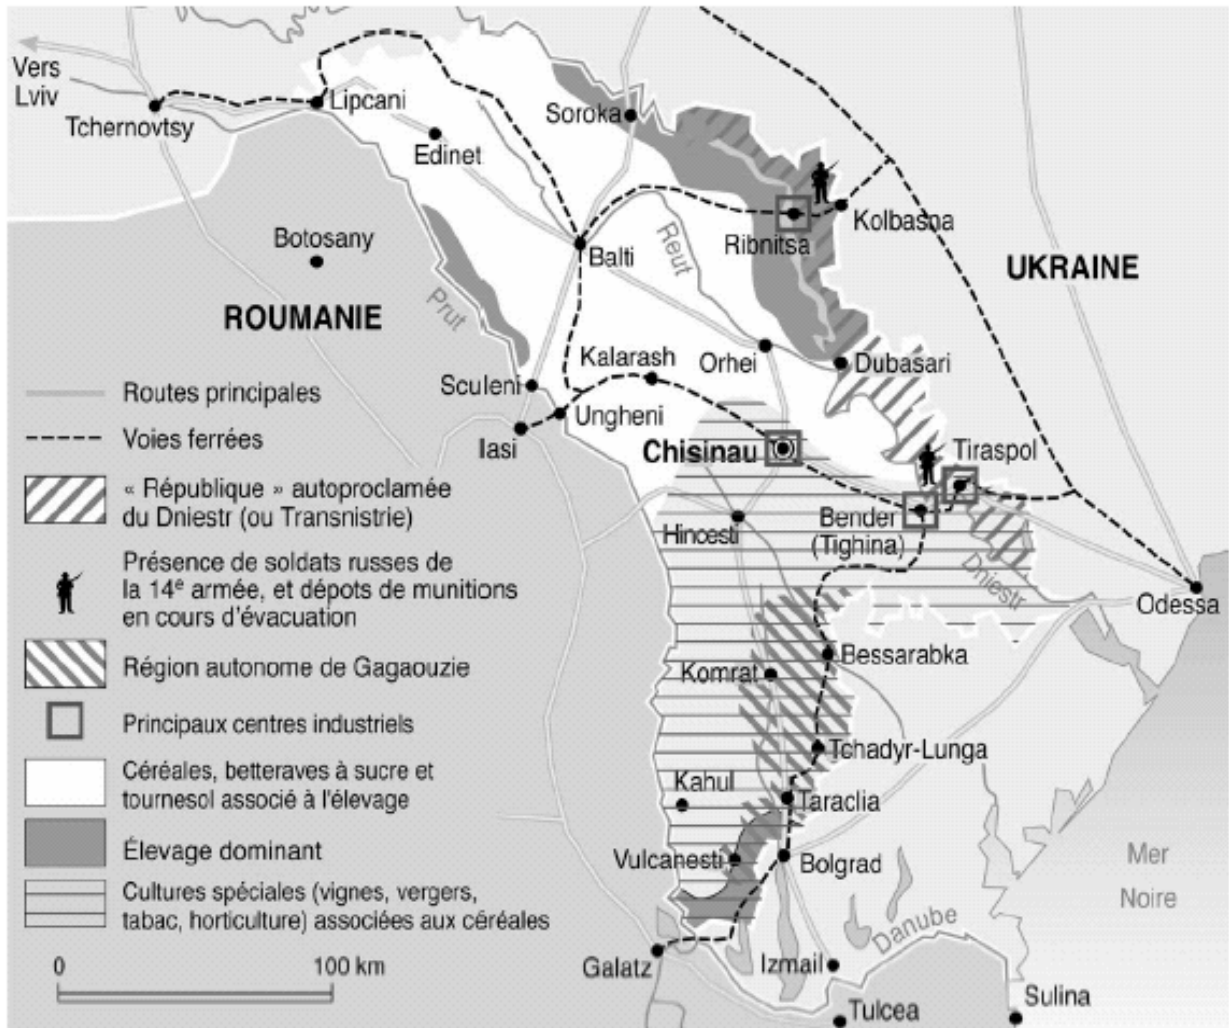 Vers
Lviv
Tchernovtsy
Lipcani
Edinet
Soroka
Botosany
Balti
Reut
Ribnitsa
Kolbasna
UKRAINE
ROUMANIE
Prut
Kalarash
Orhei
Dubasari
Sculeni
Ungheni
Iasi
Chisinau
Tiraspol
Bender
(Tighina)
Hincesti
Dniestr
Odessa
Bessarabka
Komrat
Tchadyr-Lunga
Kahul
Taraclia
Vulcanesti
Bolgrad
Mer
Noire
Danube
Galatz
Izmail
Sulina
Tulcea
Routes principales
Voies ferrées
« République » autoproclamée
du Dniestr (ou Transnistrie)
Présence de soldats russes de
la 14e armée, et dépots de munitions
en cours d'évacuation
Région autonome de Gagaouzie
Principaux centres industriels
Céréales, betteraves à sucre et
tournesol associé à l'élevage
Élevage dominant
Cultures spéciales (vignes, vergers,
tabac, horticulture) associées aux céréales
0 100 km